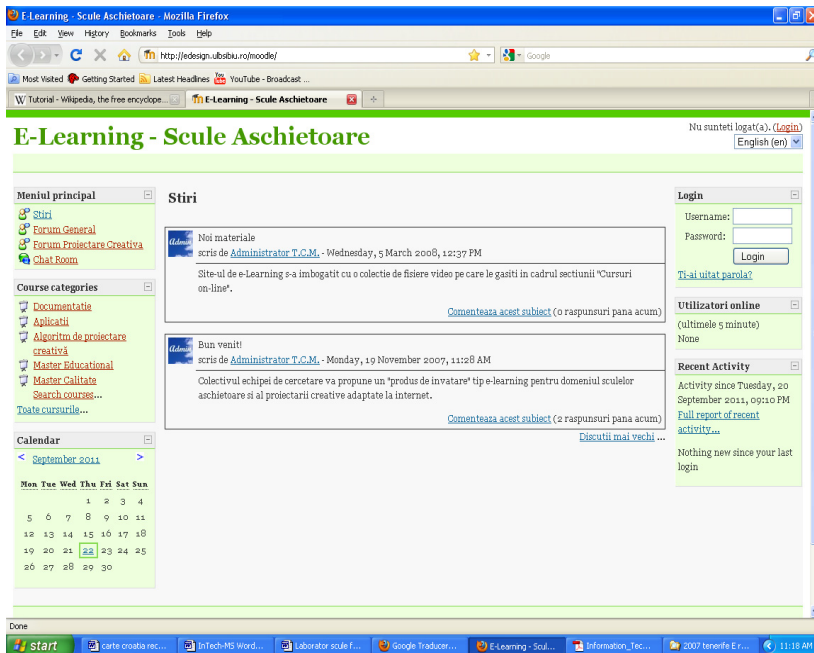 E-Learning - Scule Aschietoare - Mozilla Firefox
File Edit View History Bookmarks Tools Help
http://edesign.ulbsibiu.ro/moodle/
Google
Most Visited Getting Started Latest Headlines YouTube - Broadcast ...
Tutorial - Wikipedia, the free encyclope...
E-Learning - Scule Aschietoare
E-Learning - Scule Aschietoare
Nu sunteti logat(a). (Login)
English (en)
Meniul principal
Stiri
Forum General
Forum Proiectare Creativa
Chat Room
Course categories
Documentatie
Aplicatii
Algoritm de proiectare
creativă
Master Educational
Master Calitate
Search courses...
Toate cursurile...
Calendar
< September 2011 >
Mon Tue Wed Thu Fri Sat Sun
1 2 3 4
5 6 7 8 9 10 11
12 13 14 15 16 17 18
19 20 21 22 23 24 25
26 27 28 29 30
Stiri
Admin
Noi materiale
scris de Administrator T.C.M. - Wednesday, 5 March 2008, 12:37 PM
Site-ul de e-Learning s-a imbogatit cu o colectie de fisiere video pe care le gasiti in cadrul sectiunii "Cursuri
on-line".
Comenteaza acest subiect (0 raspunsuri pana acum)
Admin
Bun venit!
scris de Administrator T.C.M. - Monday, 19 November 2007, 11:28 AM
Colectivul echipei de cercetare va propune un "produs de invatare" tip e-learning pentru domeniul sculelor
aschietoare si al proiectarii creative adaptate la internet.
Comenteaza acest subiect (2 raspunsuri pana acum)
Discutii mai vechi ...
Login
Username:
Password:
Login
Ti-ai uitat parola?
Utilizatori online
(ultimele 5 minute)
None
Recent Activity
Activity since Tuesday, 20
September 2011, 09:10 PM
Full report of recent
activity...
Nothing new since your last
login
Done
start
carte croatia rec...
InTech-MS Word...
Laborator scule f...
Google Traducer...
E-Learning - Scul...
Information_Tec...
2007 tenerife E r...
11:18 AM